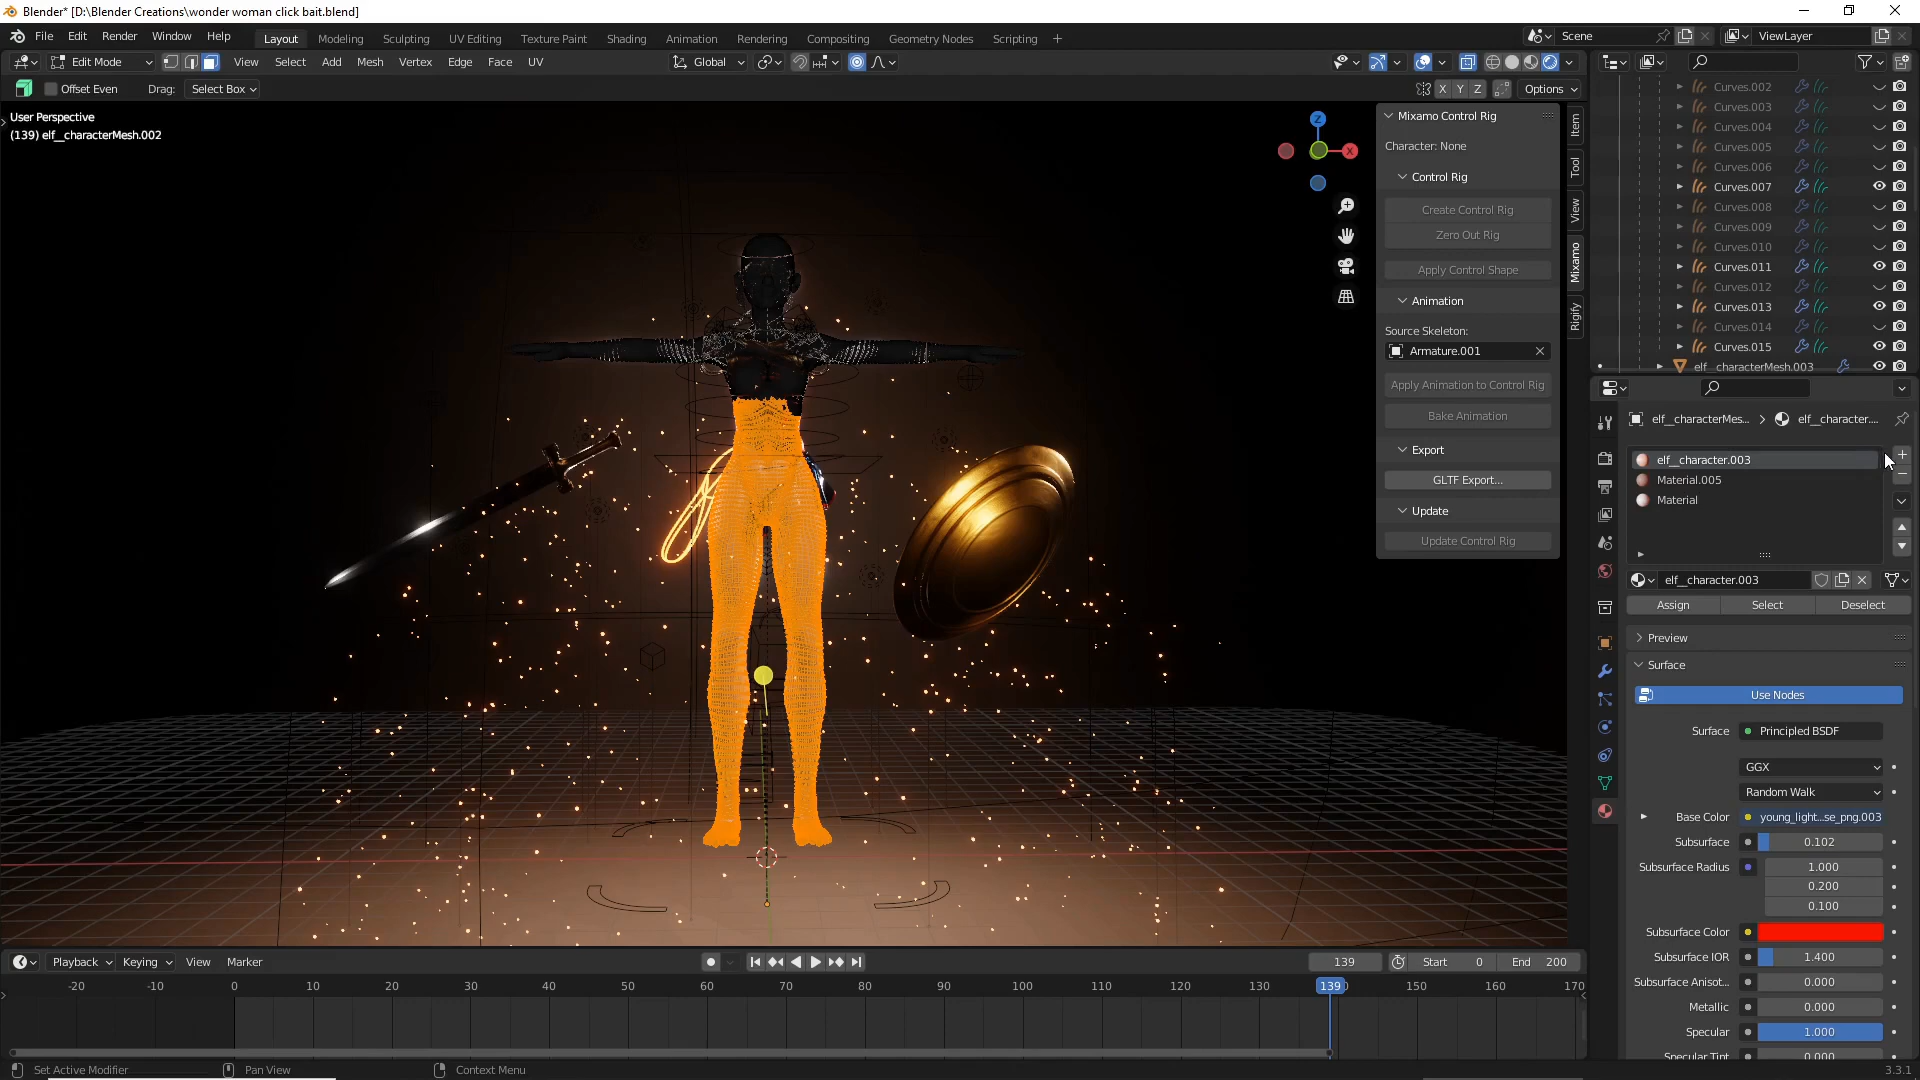 Blender* [D:\Blender Creations\wonder woman click bait.blend]
File Edit Render Window Help Layout Modeling Sculpting UV Editing Texture Paint Shading Animation Rendering Compositing Geometry Nodes Scripting + Scene ViewLayer
Edit Mode View Select Add Mesh Vertex Edge Face UV Global
Offset Even Drag: Select Box X Y Z Options
User Perspective
(139) elf__characterMesh.002
Z
X
Mixamo Control Rig
Character: None
Control Rig
Create Control Rig
Zero Out Rig
Apply Control Shape
Animation
Source Skeleton:
Armature.001
Apply Animation to Control Rig
Bake Animation
Export
GLTF Export...
Update
Update Control Rig
Item
Tool
View
Mixamo
Rigify
Curves.002
Curves.003
Curves.004
Curves.005
Curves.006
Curves.007
Curves.008
Curves.009
Curves.010
Curves.011
Curves.012
Curves.013
Curves.014
Curves.015
elf__characterMesh.003
elf__characterMes... > elf__character....
elf__character.003
Material.005
Material
elf__character.003
Assign Select Deselect
Preview
Surface
Use Nodes
Surface Principled BSDF
GGX
Random Walk
Base Color young_light...se_png.003
Subsurface 0.102
Subsurface Radius 1.000
0.200
0.100
Subsurface Color
Subsurface IOR 1.400
Subsurface Anisot... 0.000
Metallic 0.000
Specular 1.000
Specular Tint 0.000
Playback Keying View Marker 139 Start 0 End 200
-20 -10 0 10 20 30 40 50 60 70 80 90 100 110 120 130 139 150 160 170
Set Active Modifier Pan View Context Menu 3.3.1